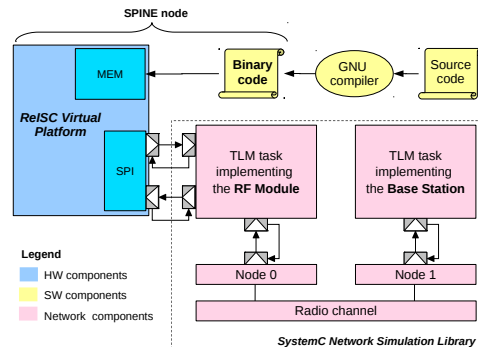 SPINE node
MEM
ReISC Virtual
Platform
SPI
Binary
code
GNU
compiler
Source
code
TLM task
implementing
the RF Module
TLM task
implementing
the Base Station
Node 0
Node 1
Radio channel
Legend
HW components
SW components
Network components
SystemC Network Simulation Library